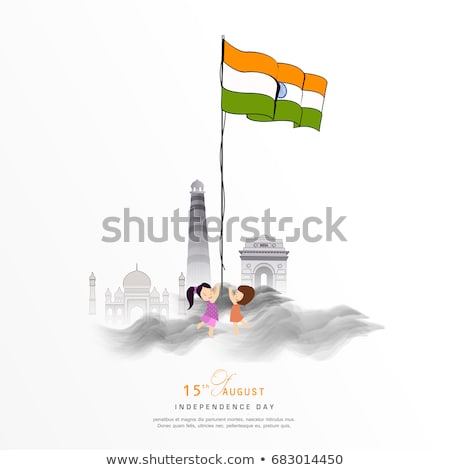 INDIA
shutterstock
15th August
INDEPENDENCE DAY
penatibus et magnis dis parturient montes, nascetur ridiculus mus.
Donec quam felis, ultricies nec, pellentesque eu, pretium quis.
shutterstock.com • 683014450